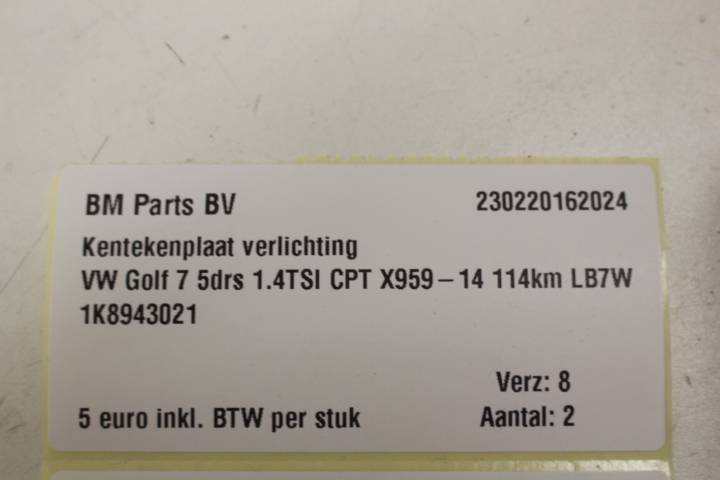 BM Parts BV 230220162024
Kentekenplaat verlichting
VW Golf 7 5drs 1.4TSI CPT X959–14 114km LB7W
1K8943021
Verz: 8
5 euro inkl. BTW per stuk Aantal: 2